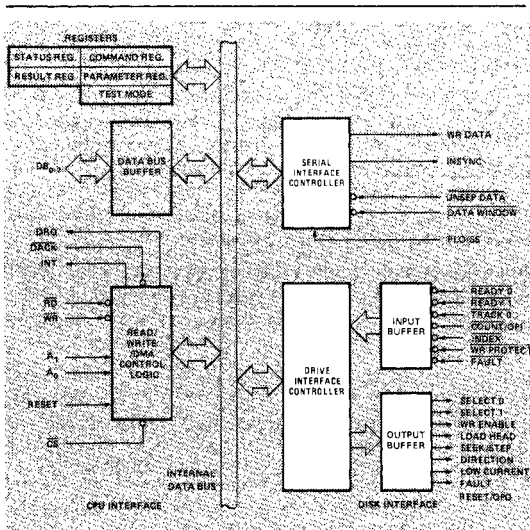 REGISTERS
STATUS REG. COMMAND REG.
RESULT REG. PARAMETER REG.
TEST MODE
DB0-7
DATA BUS
BUFFER
DRQ
DACK
INT
RD
WR
A1
A0
RESET
CS
READ/
WRITE
/DMA
CONTROL
LOGIC
CPU INTERFACE
INTERNAL
DATA BUS
SERIAL
INTERFACE
CONTROLLER
WR DATA
INSYNC
UNSEP DATA
DATA WINDOW
PLO/SS
DRIVE
INTERFACE
CONTROLLER
INPUT
BUFFER
READY 0
READY 1
TRACK 0
COUNT/OPI
INDEX
WR PROTECT
FAULT
OUTPUT
BUFFER
SELECT 0
SELECT 1
WR ENABLE
LOAD HEAD
SEEK/STEP
DIRECTION
LOW CURRENT
FAULT
RESET/OPO
DISK INTERFACE